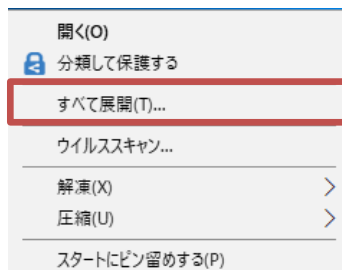 開く(O)
分類して保護する
すべて展開(T)...
ウイルススキャン...
解凍(X)
圧縮(U)
スタートにピン留めする(P)